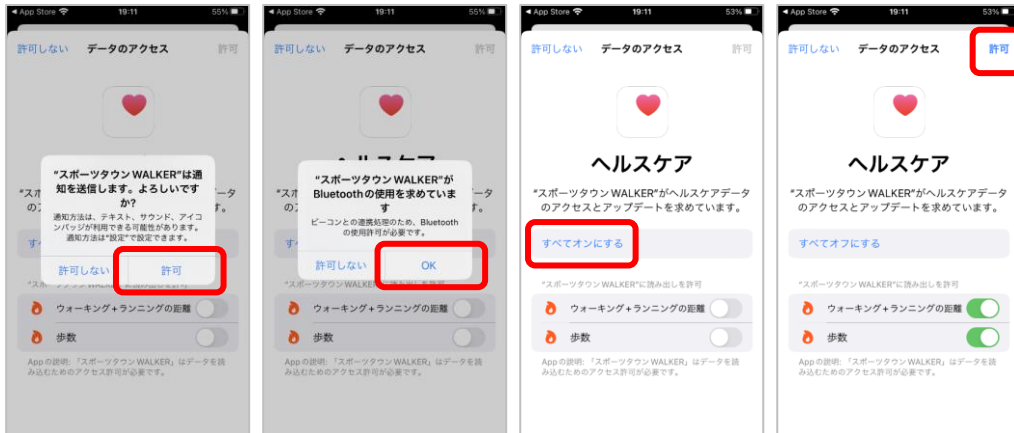 ◀ App Store 19:11 55%
許可しない データのアクセス 許可
"スポーツタウン WALKER"は通
知を送信します。よろしいです
か?
通知方法は、テキスト、サウンド、アイコ
ンバッジが利用できる可能性があります。
通知方法は"設定"で設定できます。
許可しない 許可
ウォーキング+ランニングの距離
歩数
Appの説明: 「スポーツタウン WALKER」はデータを読
み込むためのアクセス許可が必要です。
◀ App Store 19:11 55%
許可しない データのアクセス 許可
"スポーツタウン WALKER"が
Bluetoothの使用を求めていま
す
ビーコンとの連携処理のため、Bluetooth
の使用許可が必要です。
許可しない OK
ウォーキング+ランニングの距離
歩数
Appの説明: 「スポーツタウン WALKER」はデータを読
み込むためのアクセス許可が必要です。
◀ App Store 19:11 53%
許可しない データのアクセス 許可
ヘルスケア
"スポーツタウン WALKER"がヘルスケアデータ
のアクセスとアップデートを求めています。
すべてオンにする
"スポーツタウン WALKER"に読み出しを許可
ウォーキング+ランニングの距離
歩数
Appの説明: 「スポーツタウン WALKER」はデータを読
み込むためのアクセス許可が必要です。
◀ App Store 19:11 53%
許可しない データのアクセス 許可
ヘルスケア
"スポーツタウン WALKER"がヘルスケアデータ
のアクセスとアップデートを求めています。
すべてオフにする
"スポーツタウン WALKER"に読み出しを許可
ウォーキング+ランニングの距離
歩数
Appの説明: 「スポーツタウン WALKER」はデータを読
み込むためのアクセス許可が必要です。